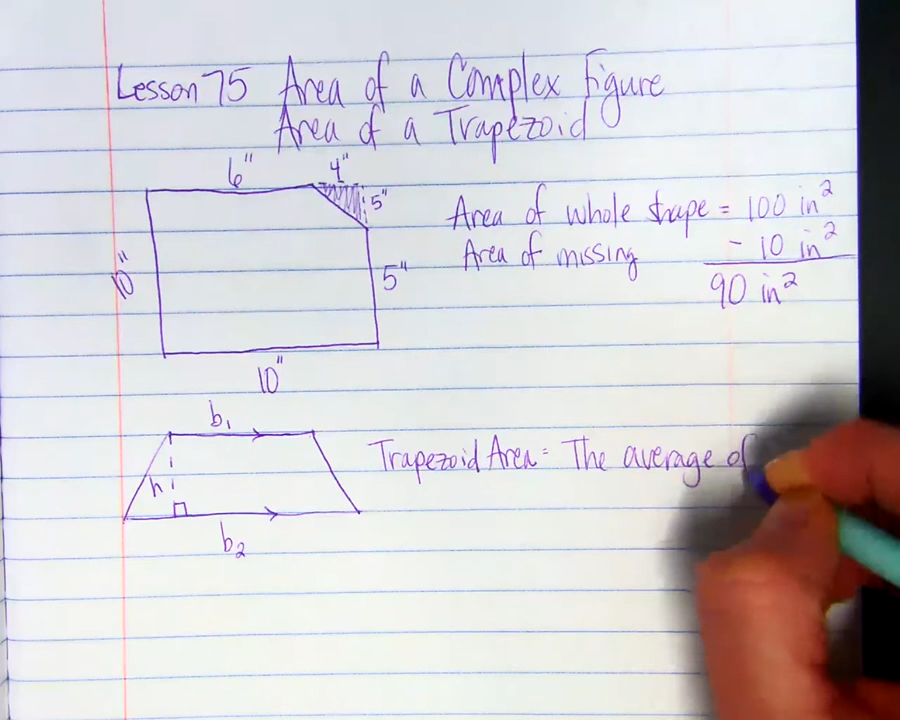 Lesson 75 Area of a Complex Figure
Area of a Trapezoid
6" 4"
5"
10"
5"
10"
Area of whole shape = 100 in²
Area of missing - 10 in²
90 in²
b₁
h
b₂
Trapezoid Area = The average of